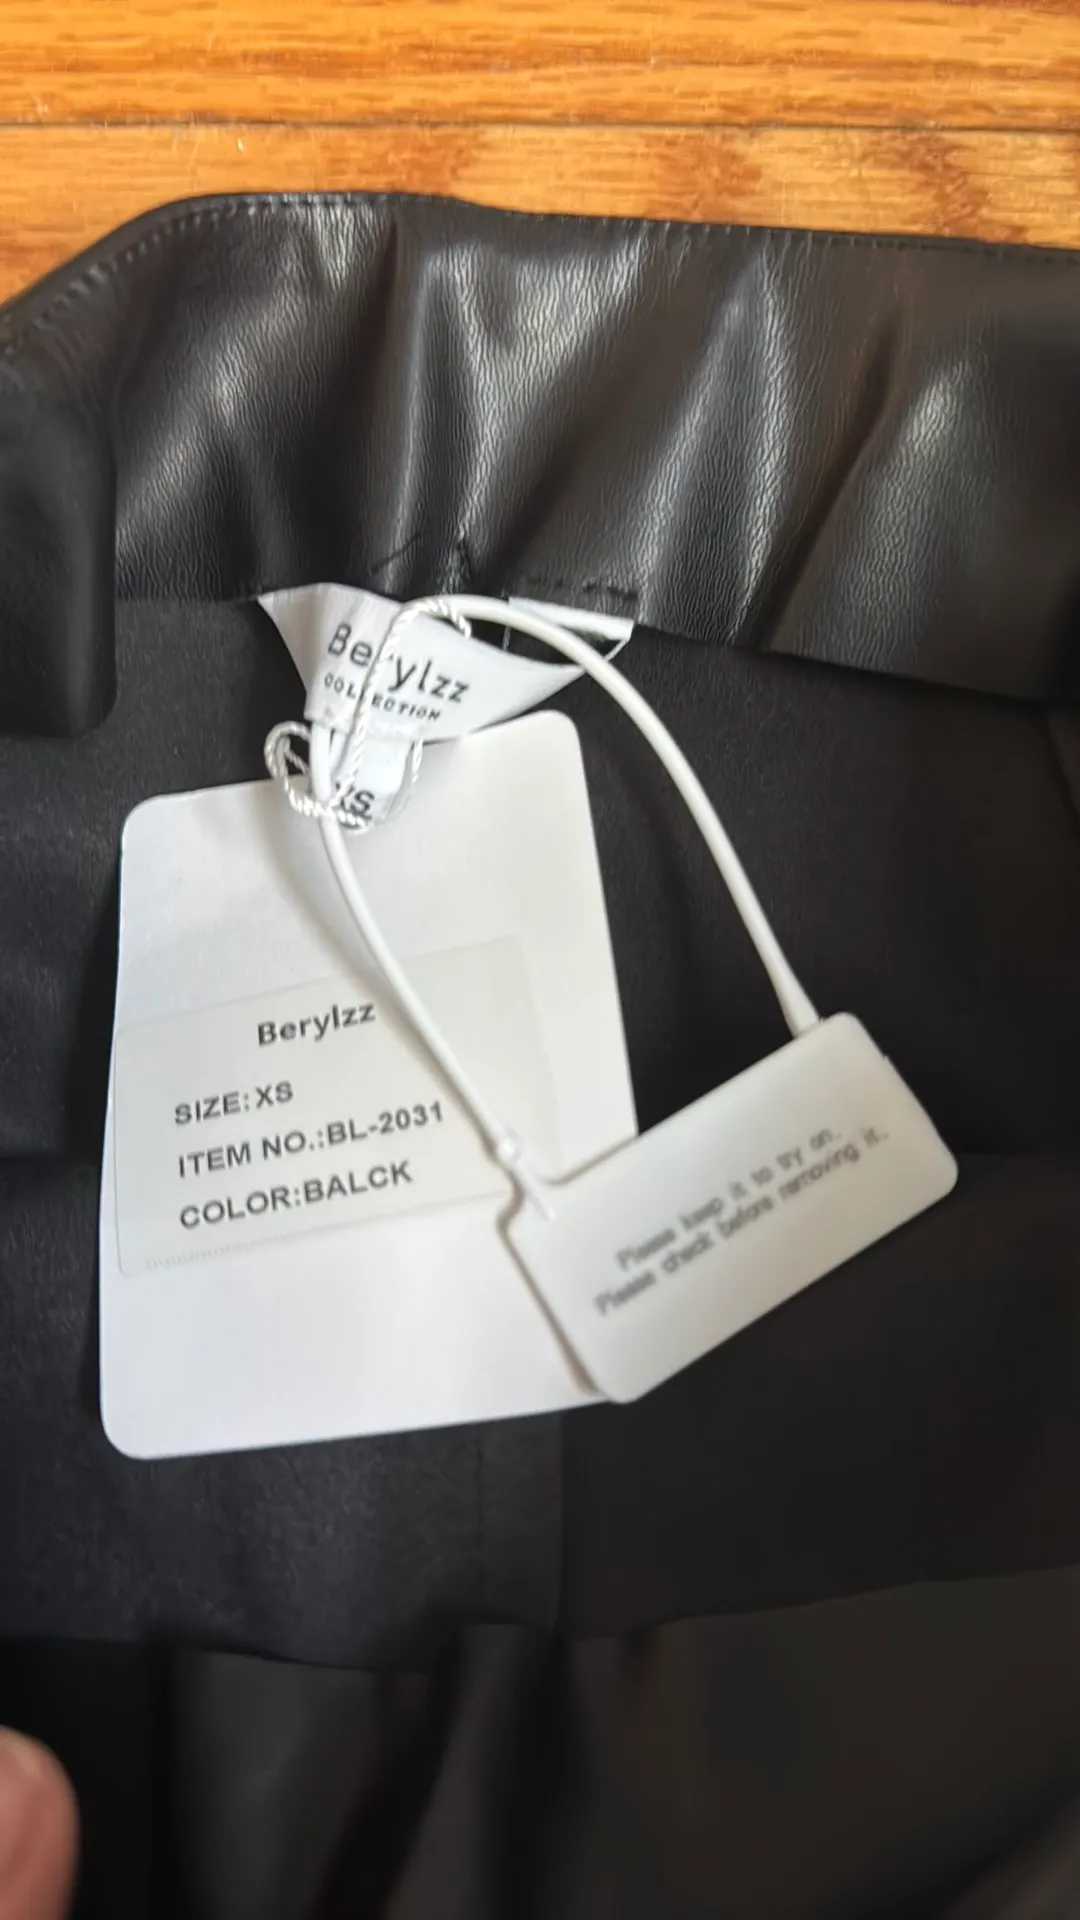 Berylzz
COLLECTION
XS
Berylzz
SIZE:XS
ITEM NO.:BL-2031
COLOR:BALCK
Please keep it to try on.
Please check before removing it.